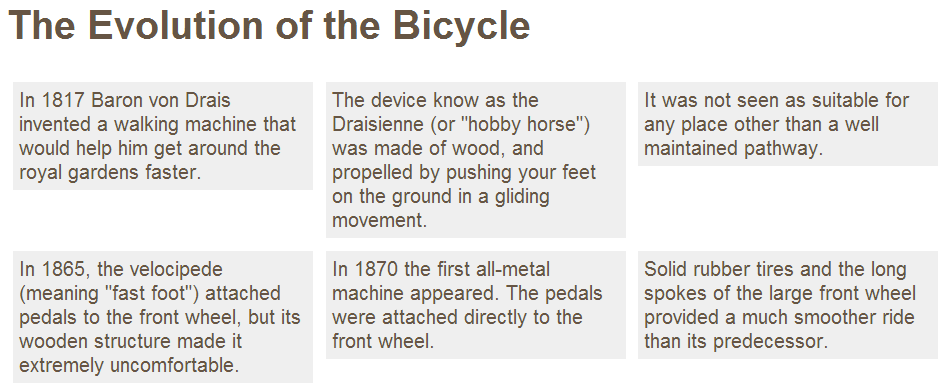 The Evolution of the Bicycle
In 1817 Baron von Drais
invented a walking machine that
would help him get around the
royal gardens faster.
The device know as the
Draisienne (or "hobby horse")
was made of wood, and
propelled by pushing your feet
on the ground in a gliding
movement.
It was not seen as suitable for
any place other than a well
maintained pathway.
In 1865, the velocipede
(meaning "fast foot") attached
pedals to the front wheel, but its
wooden structure made it
extremely uncomfortable.
In 1870 the first all-metal
machine appeared. The pedals
were attached directly to the
front wheel.
Solid rubber tires and the long
spokes of the large front wheel
provided a much smoother ride
than its predecessor.